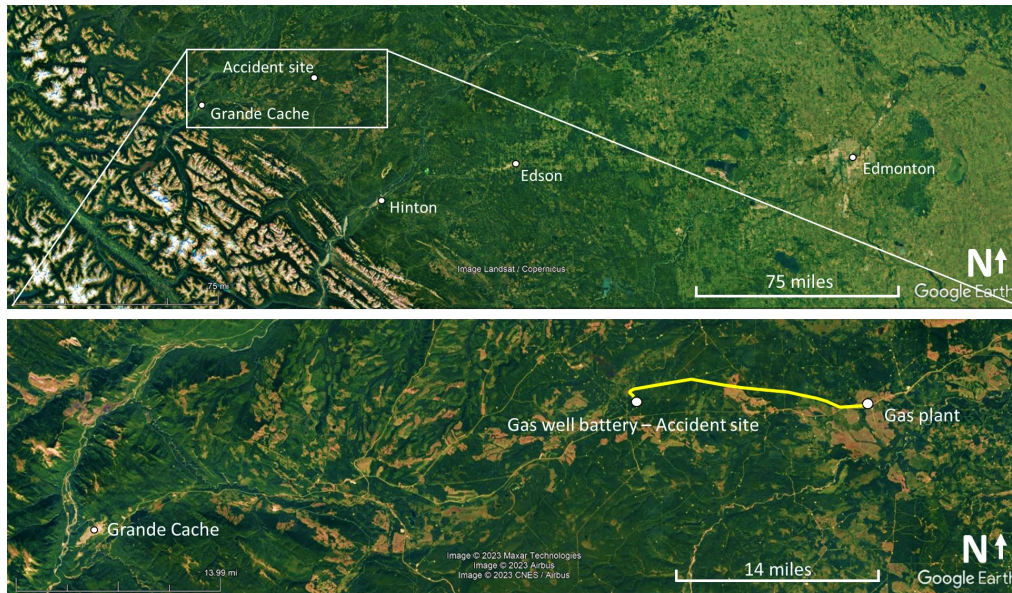 Accident site
Grande Cache
Edson
Edmonton
Hinton
Image Landsat / Copernicus
75 mi
75 miles
N
Google Earth
Gas well battery – Accident site
Gas plant
Grande Cache
Image © 2023 Maxar Technologies
Image © 2023 Airbus
Image © 2023 CNES / Airbus
13.99 mi
14 miles
N
Google Earth